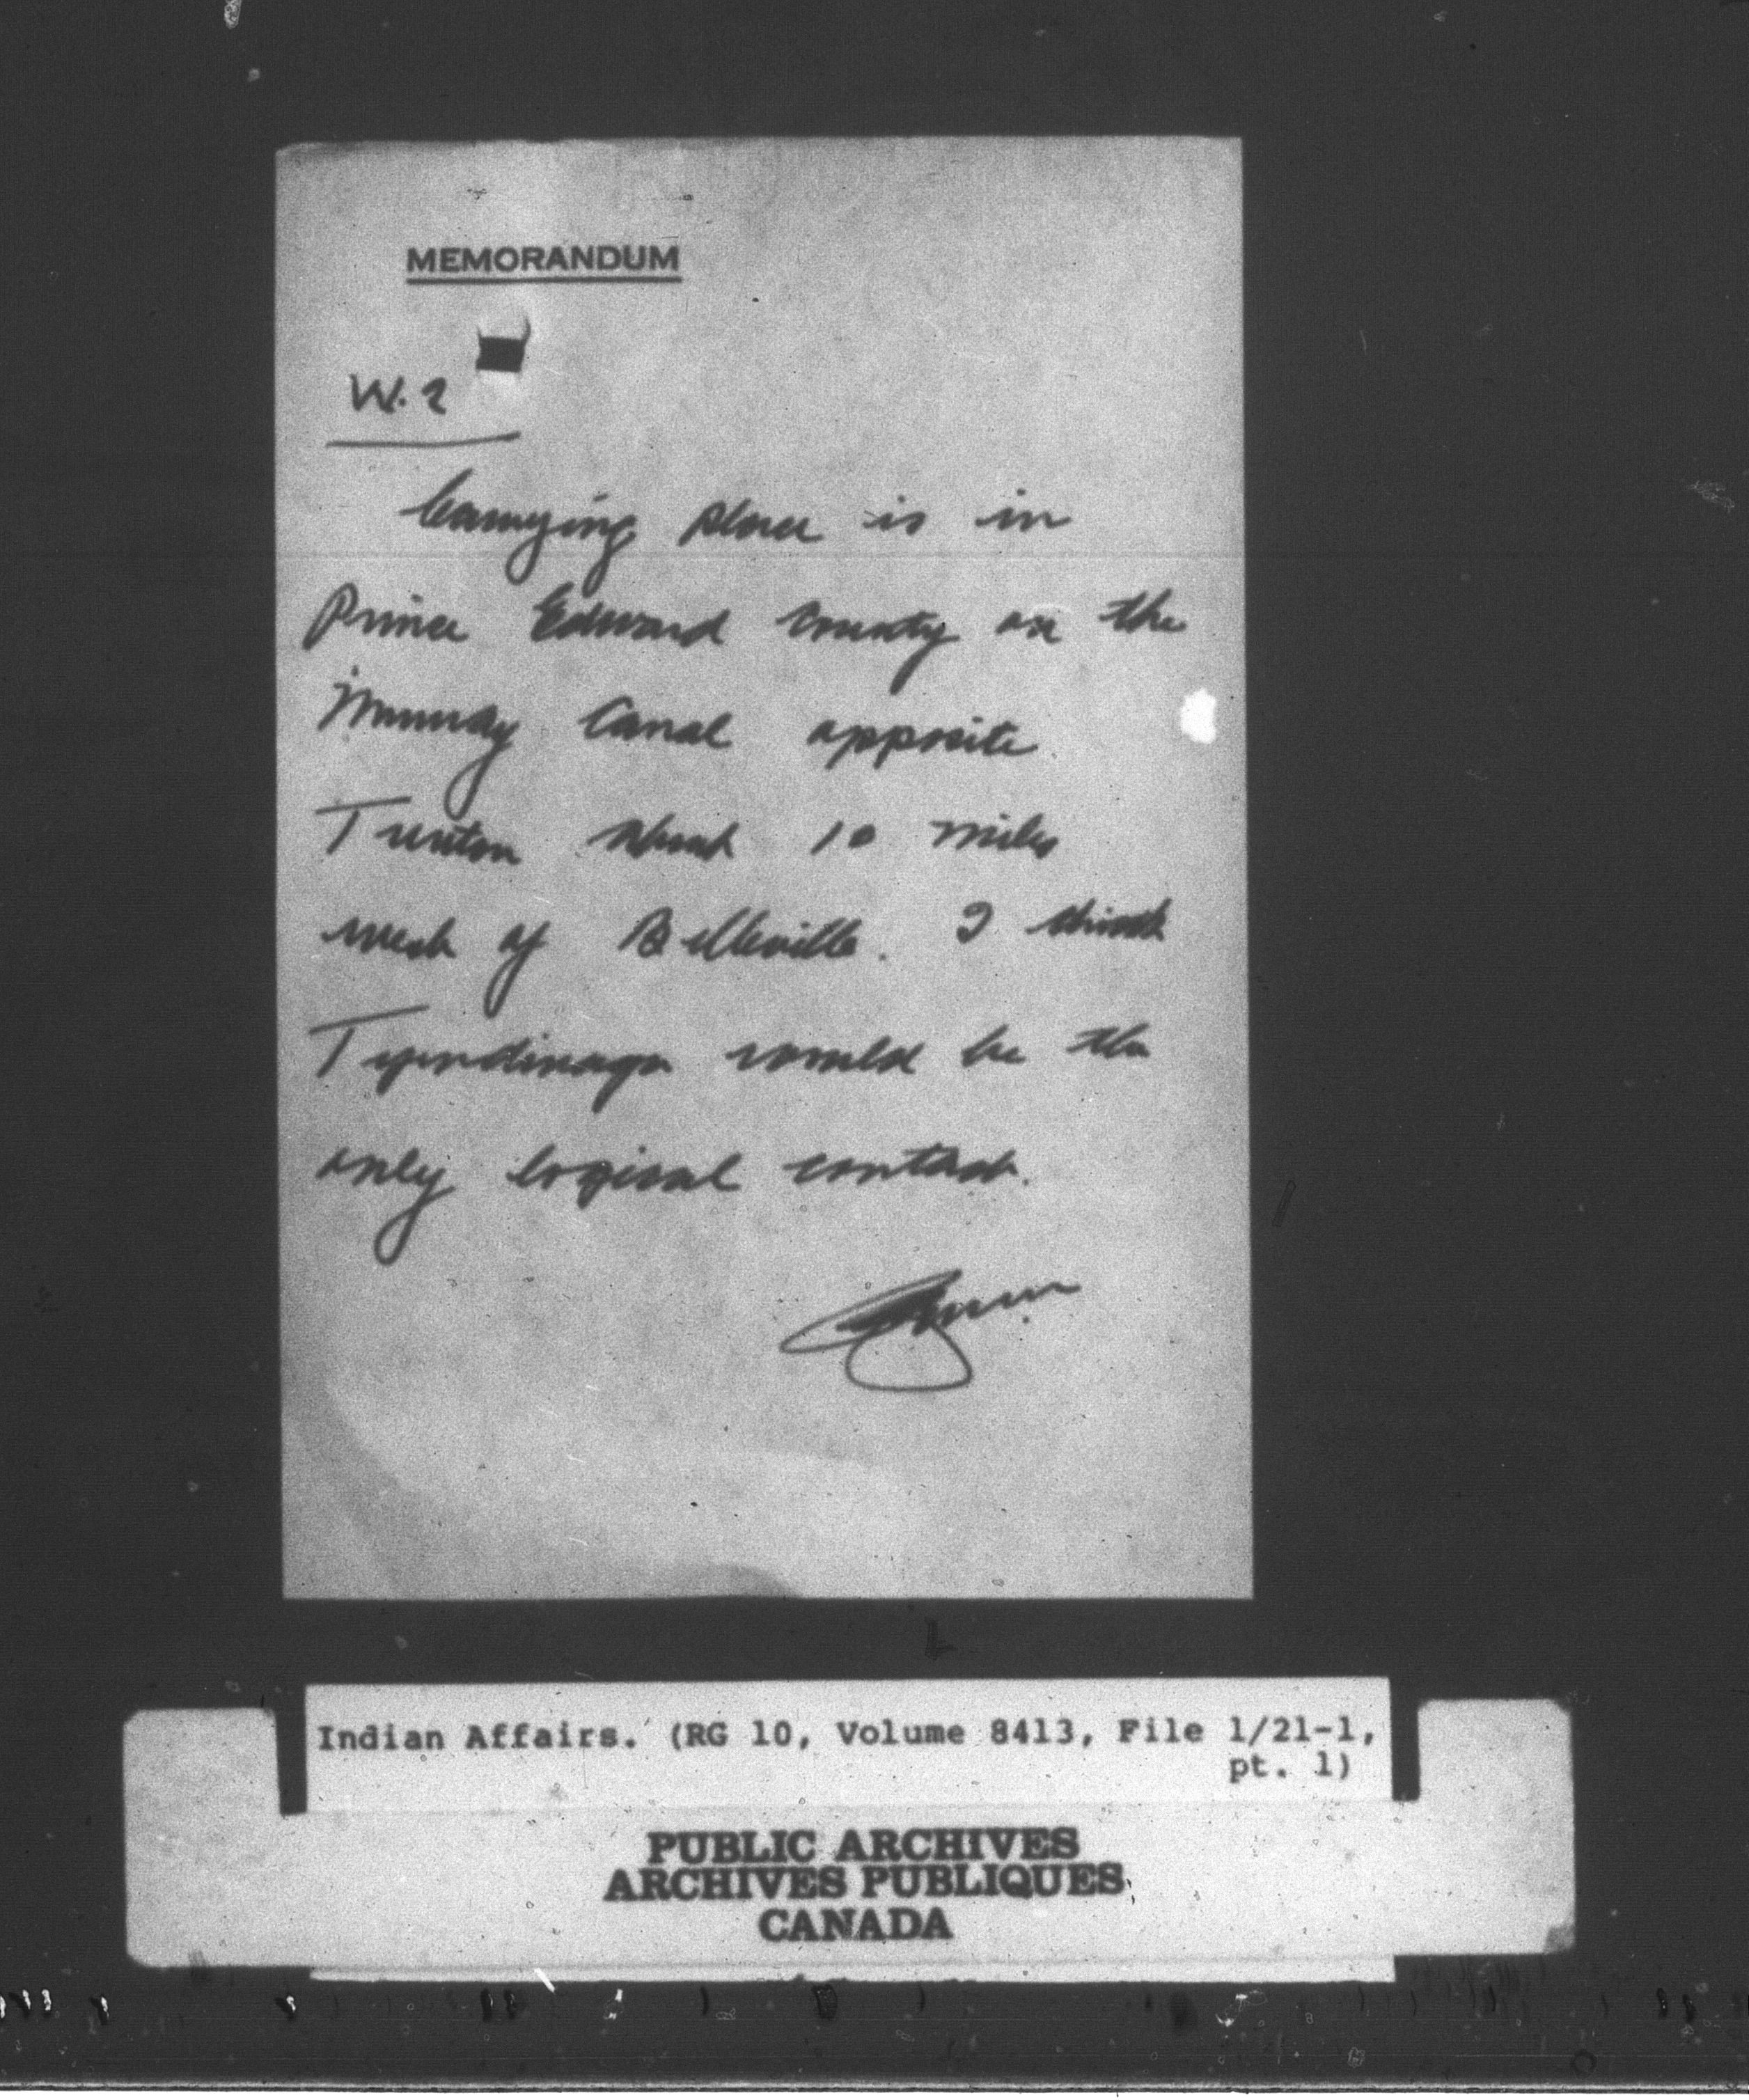 MEMORANDUM
W.2
Carrying Place is in
Prince Edward County on the
Murray Canal opposite
Trenton about 10 miles
west of Belleville. I think
Tyendinaga would be the
only logical contact.
Indian Affairs. (RG 10, Volume 8413, File 1/21-1,
pt. 1)
PUBLIC ARCHIVES
ARCHIVES PUBLIQUES
CANADA